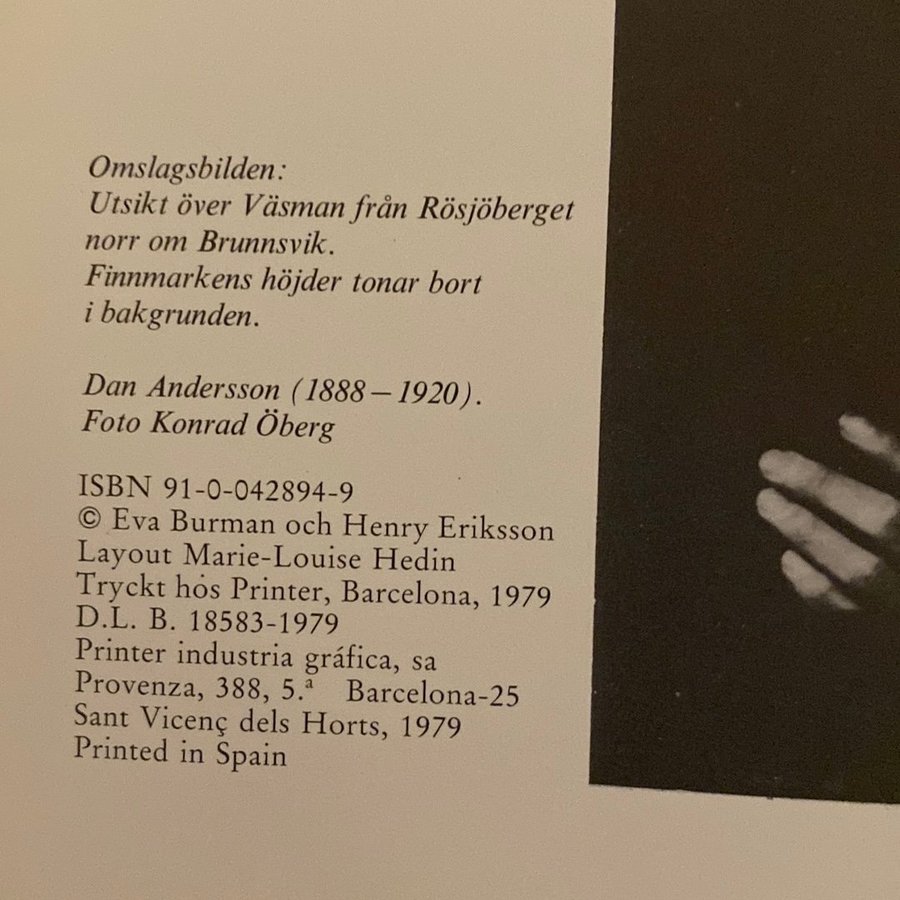 Omslagsbilden:
Utsikt över Väsman från Rösjöberget
norr om Brunnsvik.
Finnmarkens höjder tonar bort
i bakgrunden.
Dan Andersson (1888–1920).
Foto Konrad Öberg
ISBN 91-0-042894-9
© Eva Burman och Henry Eriksson
Layout Marie-Louise Hedin
Tryckt hos Printer, Barcelona, 1979
D.L. B. 18583-1979
Printer industria gráfica, sa
Provenza, 388, 5.ª Barcelona-25
Sant Vicenç dels Horts, 1979
Printed in Spain